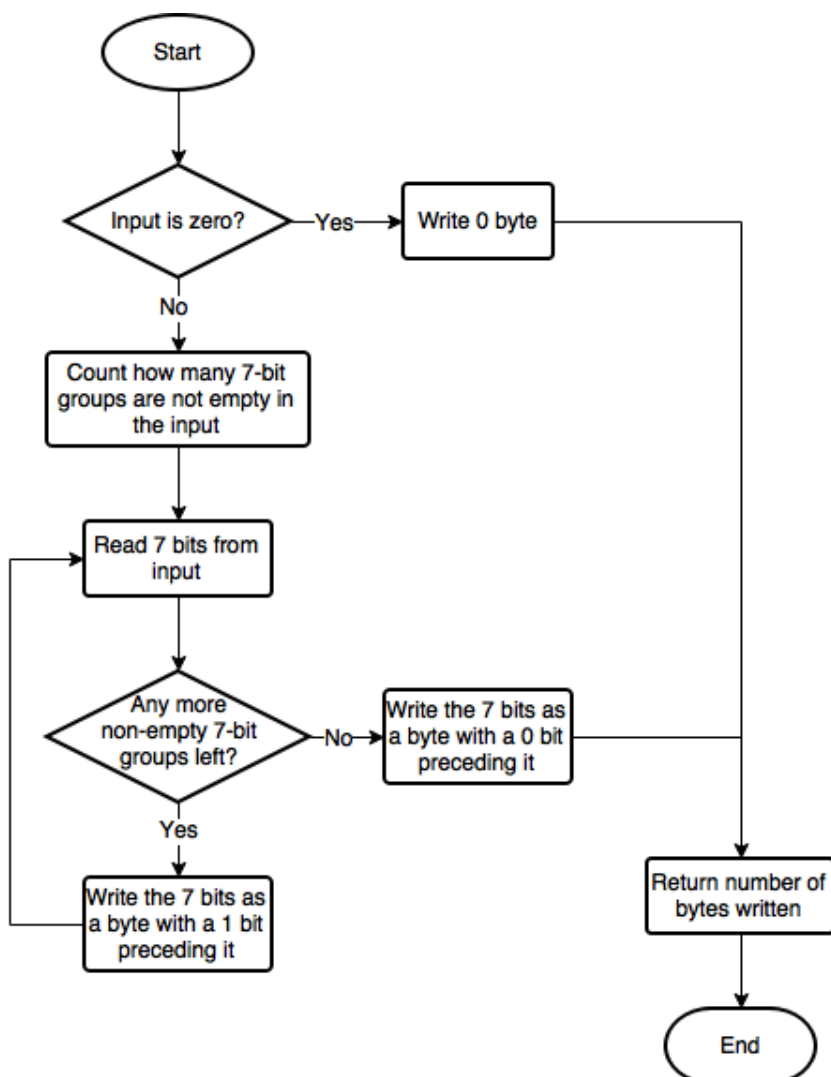 Start
Input is zero?
Yes
Write 0 byte
No
Count how many 7-bit
groups are not empty in
the input
Read 7 bits from
input
Any more
non-empty 7-bit
groups left?
No
Write the 7 bits as
a byte with a 0 bit
preceding it
Yes
Write the 7 bits as
a byte with a 1 bit
preceding it
Return number of
bytes written
End